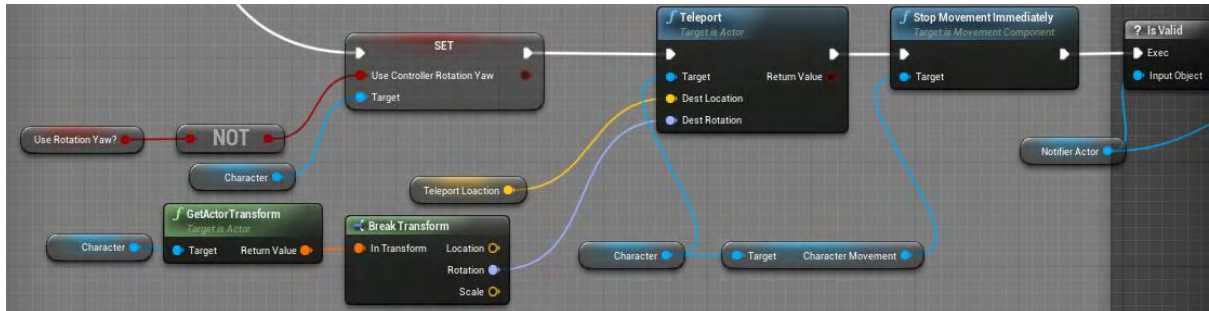 SET
Use Controller Rotation Yaw
Target
Use Rotation Yaw?
NOT
Character
Character
GetActorTransform
Target is Actor
Target
Return Value
Break Transform
In Transform
Location
Rotation
Scale
Teleport Loaction
Teleport
Target is Actor
Target
Return Value
Dest Location
Dest Rotation
Character
Target
Character Movement
Stop Movement Immediately
Target is Movement Component
Target
? Is Valid
Exec
Input Object
Notifier Actor